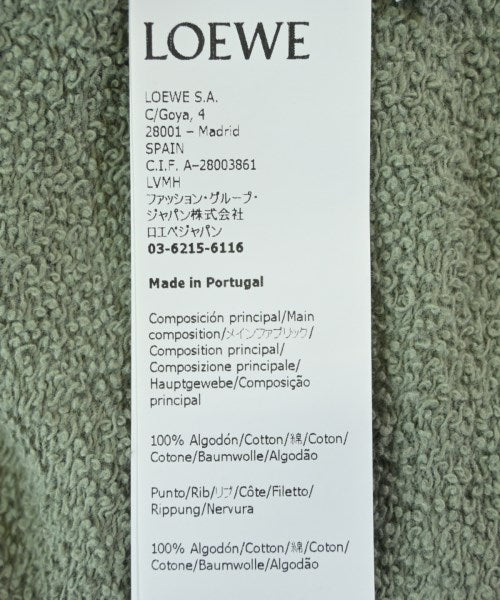 LOEWE
LOEWE S.A.
C/Goya, 4
28001 – Madrid
SPAIN
C.I.F. A–28003861
LVMH
ファッション・グループ・
ジャパン株式会社
ロエベジャパン
03-6215-6116
Made in Portugal
Composición principal/Main
composition/メインファブリック/
Composition principal/
Composizione principale/
Hauptgewebe/Composição
principal
100% Algodón/Cotton/綿/Coton/
Cotone/Baumwolle/Algodão
Punto/Rib/リブ/Côte/Filetto/
Rippung/Nervura
100% Algodón/Cotton/綿/Coton/
Cotone/Baumwolle/Algodão